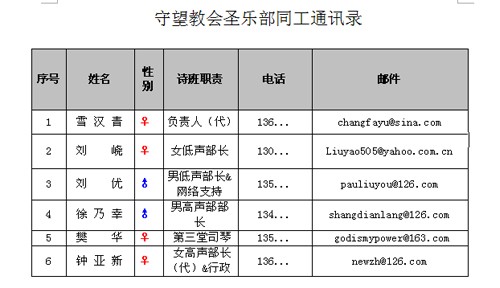 守望教会圣乐部同工通讯录
序号 姓名 性别 诗班职责 电话 邮件
1 雪汉青 ♀ 负责人（代） 136... changfayu@sina.com
2 刘峣 ♀ 女低声部长 130... Liuyao505@yahoo.com.cn
3 刘优 ♂ 男低声部长&网络支持 135... pauliuyou@126.com
4 徐乃幸 ♂ 男高声部部长 134... shangdianlang@126.com
5 樊华 ♀ 第三堂司琴 135... godismypower@163.com
6 钟亚新 ♀ 女高声部长（代）&行政 136... newzh@126.com